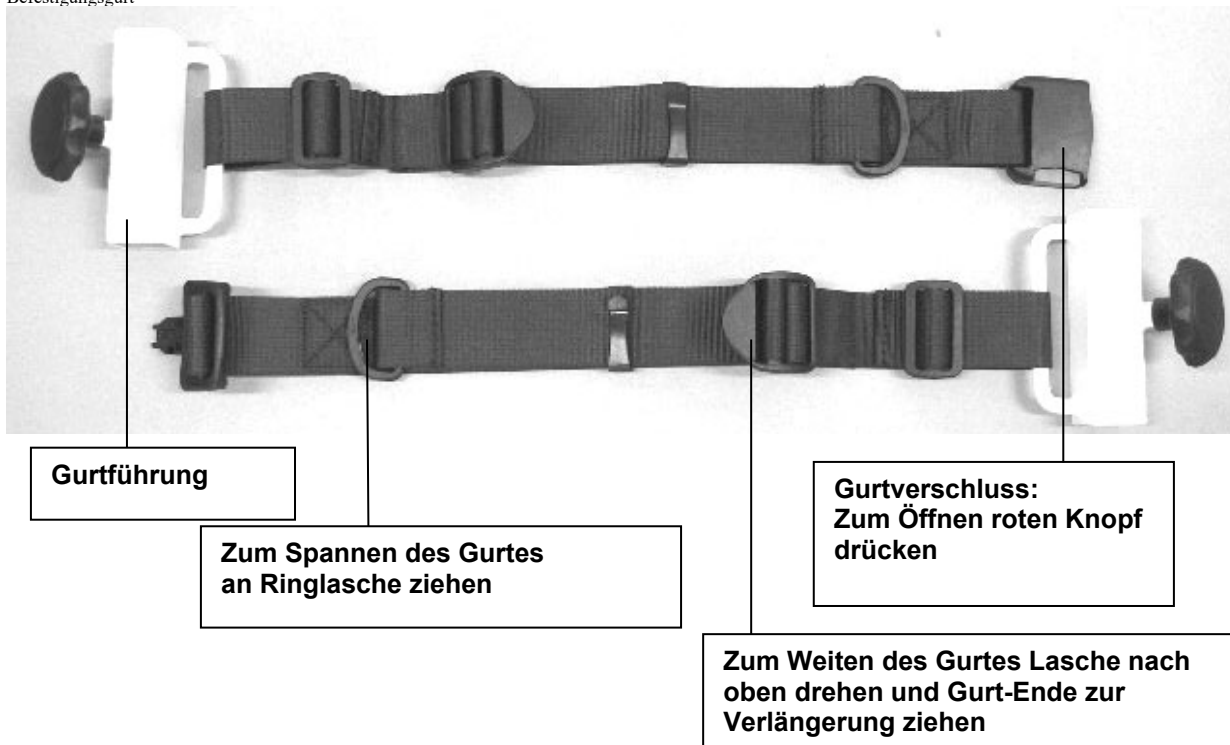 Befestigungsgurt
Gurtführung
Zum Spannen des Gurtes
an Ringlasche ziehen
Gurtverschluss:
Zum Öffnen roten Knopf
drücken
Zum Weiten des Gurtes Lasche nach
oben drehen und Gurt-Ende zur
Verlängerung ziehen